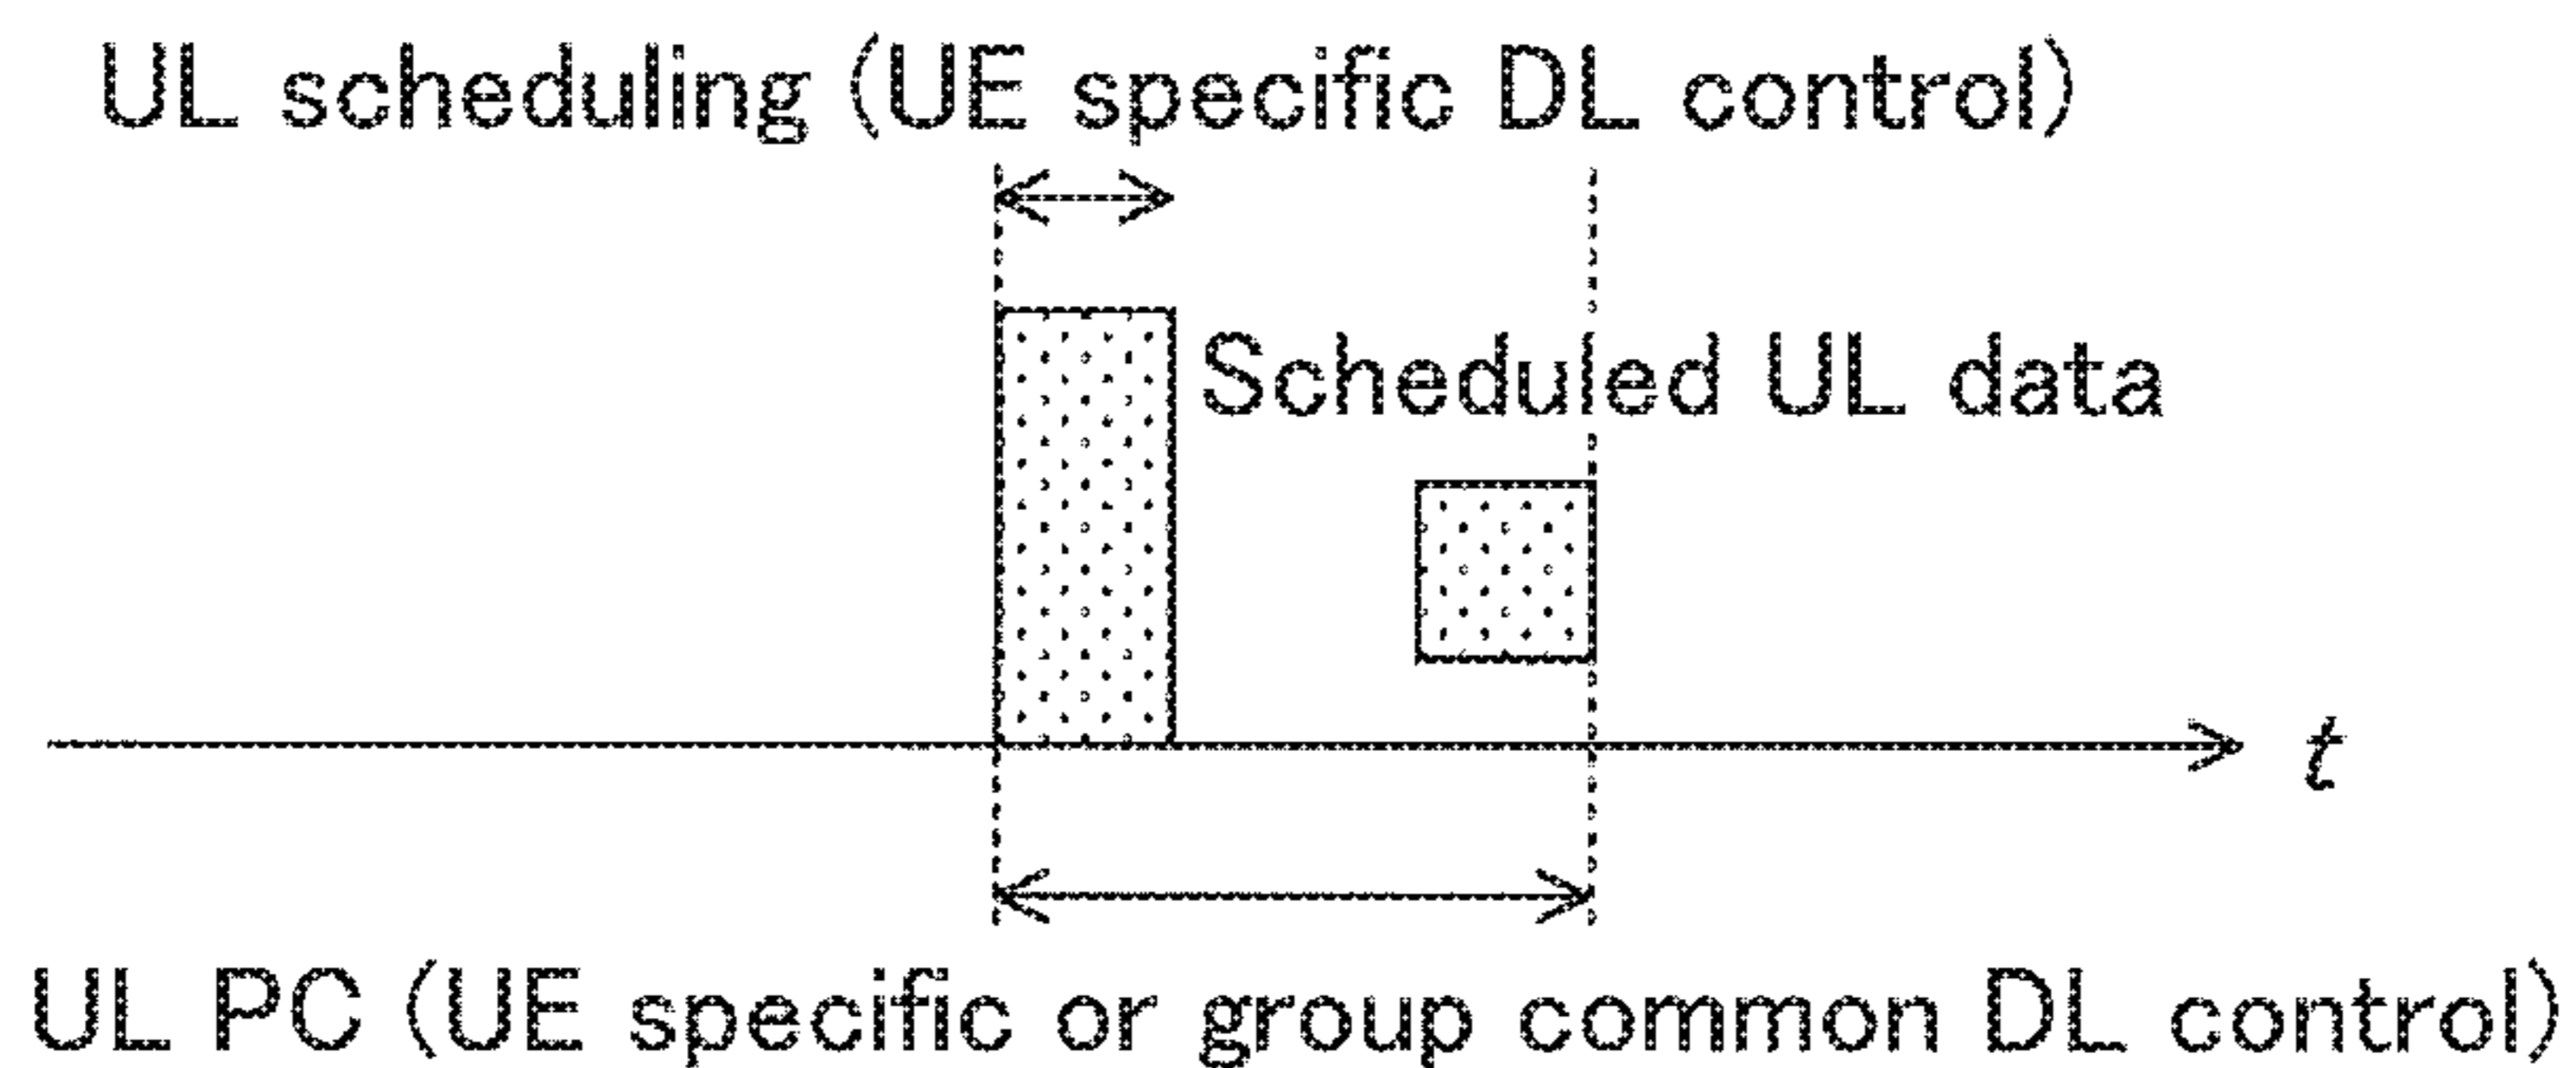 UL scheduling (UE specific DL control)
Scheduled UL data
t
UL PC (UE specific or group common DL control)